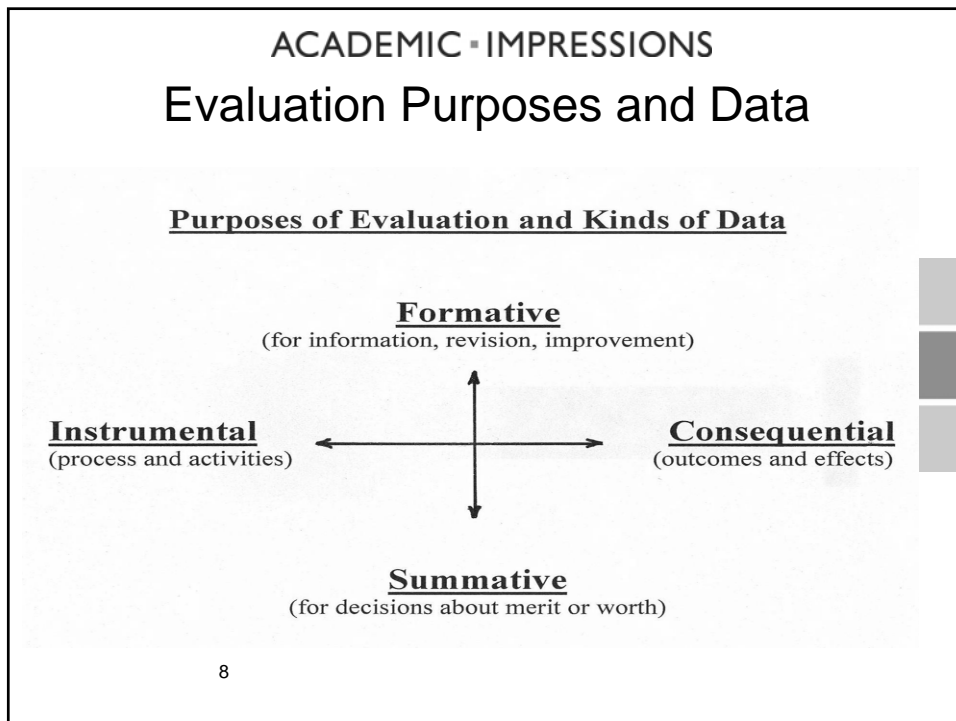 ACADEMIC ▪ IMPRESSIONS
Evaluation Purposes and Data
Purposes of Evaluation and Kinds of Data
Formative
(for information, revision, improvement)
Instrumental
(process and activities)
Consequential
(outcomes and effects)
Summative
(for decisions about merit or worth)
8